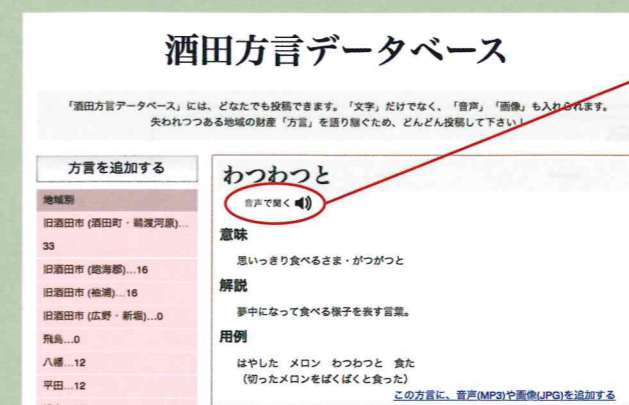 酒田方言データベース
「酒田方言データベース」には、どなたでも投稿できます。「文字」だけでなく、「音声」「画像」も入れられます。
失われつつある地域の財産「方言」を語り継ぐため、どんどん投稿して下さい！
方言を追加する
地域別
旧酒田市 (酒田町・鵜渡河原)...
33
旧酒田市 (飽海郡)...16
旧酒田市 (袖浦)...16
旧酒田市 (広野・新堀)...0
飛島...0
八幡...12
平田...12
わつわつと
音声で聞く
意味
思いっきり食べるさま・がつがつと
解説
夢中になって食べる様子を表す言葉。
用例
はやした　メロン　わつわつと　食た
（切ったメロンをぱくぱくと食った）
この方言に、音声(MP3)や画像(JPG)を追加する